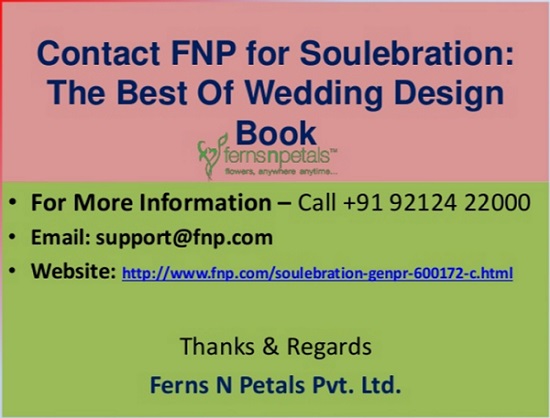 Contact FNP for Soulebration:
The Best Of Wedding Design
Book
fernsnpetals™
flowers, anywhere anytime...
• For More Information – Call +91 92124 22000
• Email: support@fnp.com
• Website: http://www.fnp.com/soulebration-genpr-600172-c.html
Thanks & Regards
Ferns N Petals Pvt. Ltd.